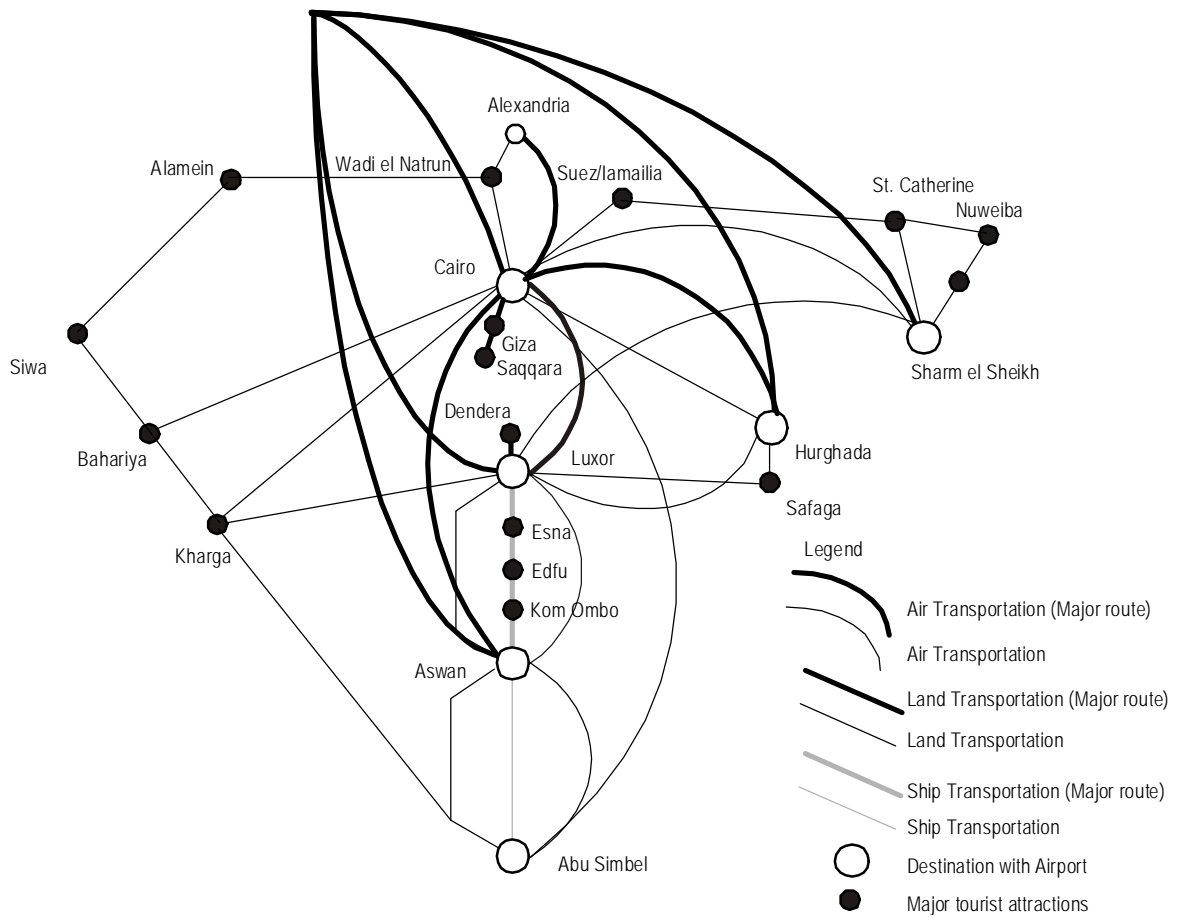 Alexandria
Alamein
Wadi el Natrun
Suez/Iamailia
St. Catherine
Nuweiba
Cairo
Giza
Saqqara
Siwa
Sharm el Sheikh
Dendera
Bahariya
Luxor
Hurghada
Safaga
Kharga
Esna
Edfu
Kom Ombo
Aswan
Abu Simbel
Legend
Air Transportation (Major route)
Air Transportation
Land Transportation (Major route)
Land Transportation
Ship Transportation (Major route)
Ship Transportation
Destination with Airport
Major tourist attractions